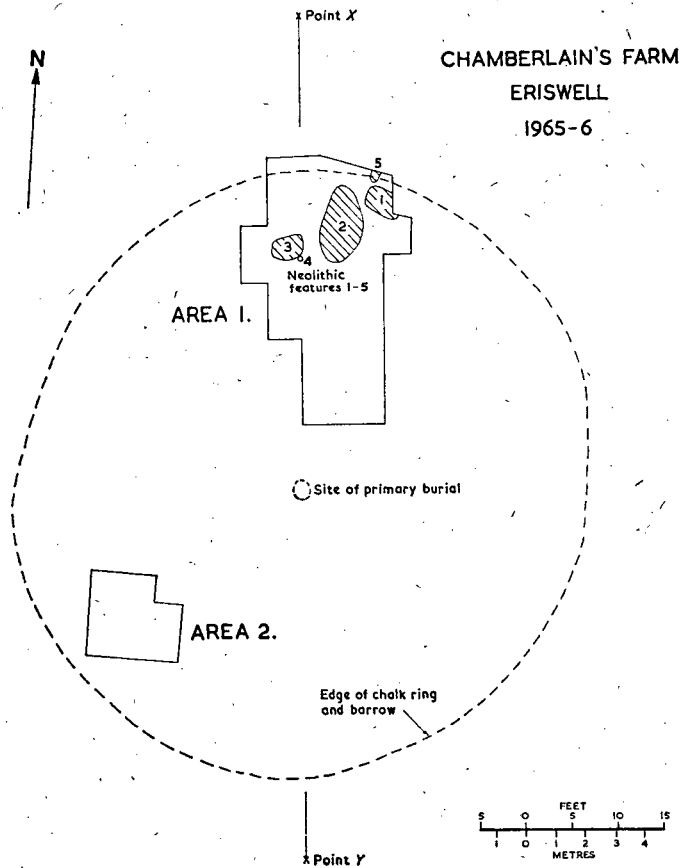 Point X
N
CHAMBERLAIN'S FARM
ERISWELL
1965-6
5
1
2
3
4
Neolithic
features 1-5
AREA 1.
Site of primary burial
AREA 2.
Edge of chalk ring
and barrow
FEET
5 0 5 10 15
1 0 1 2 3 4
METRES
Point Y